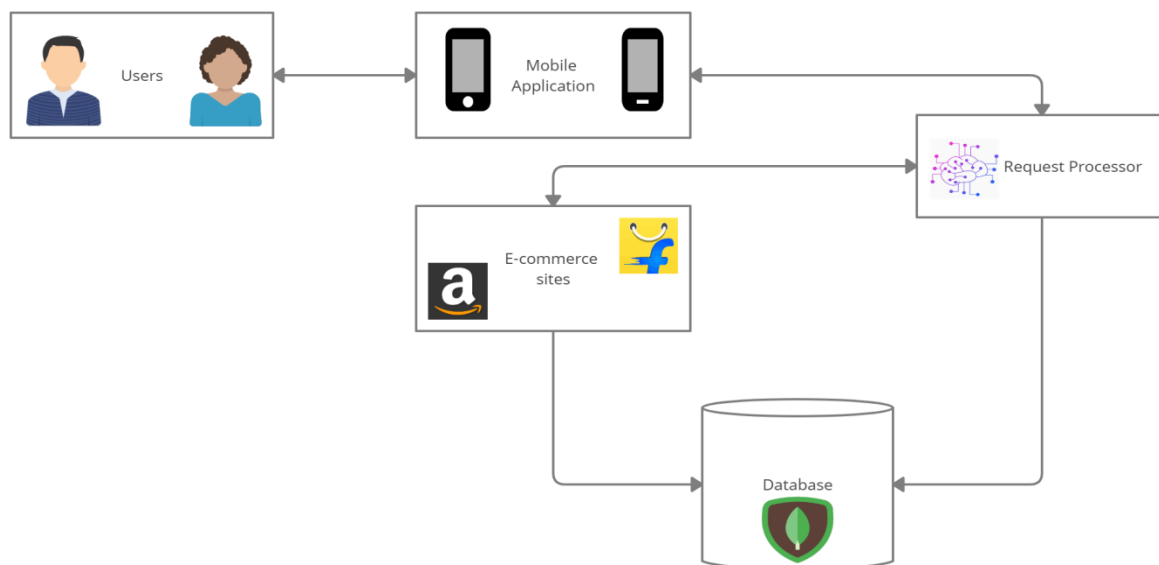 Users
Mobile
Application
Request Processor
E-commerce
sites
a
f
Database